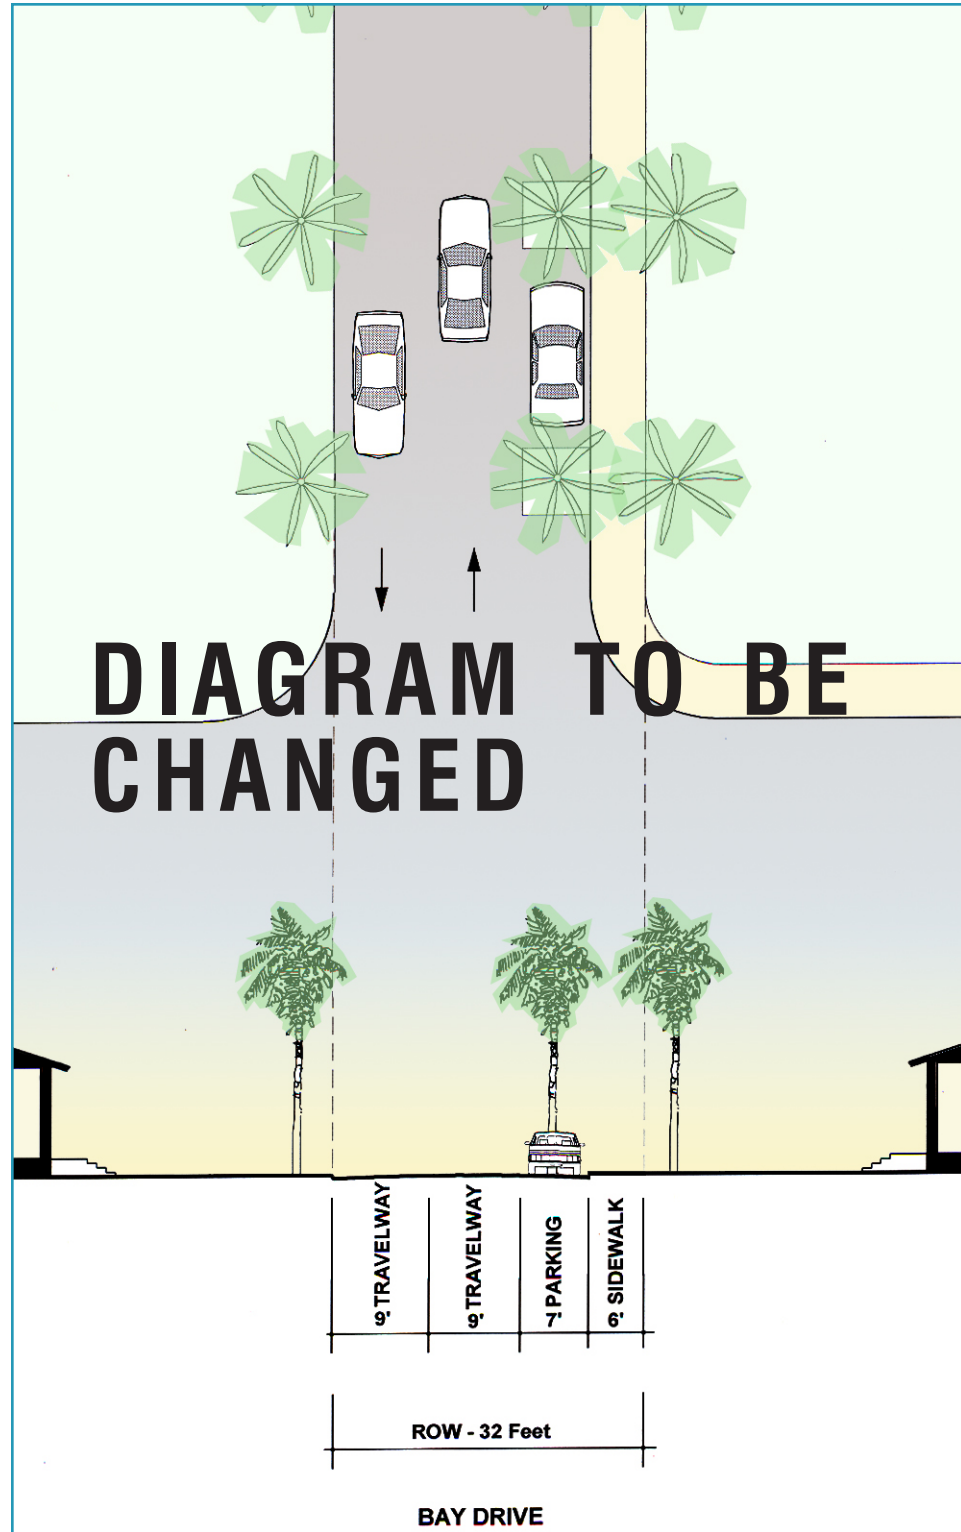 DIAGRAM TO BE
CHANGED
9' TRAVELWAY
9' TRAVELWAY
7' PARKING
6' SIDEWALK
ROW - 32 Feet
BAY DRIVE